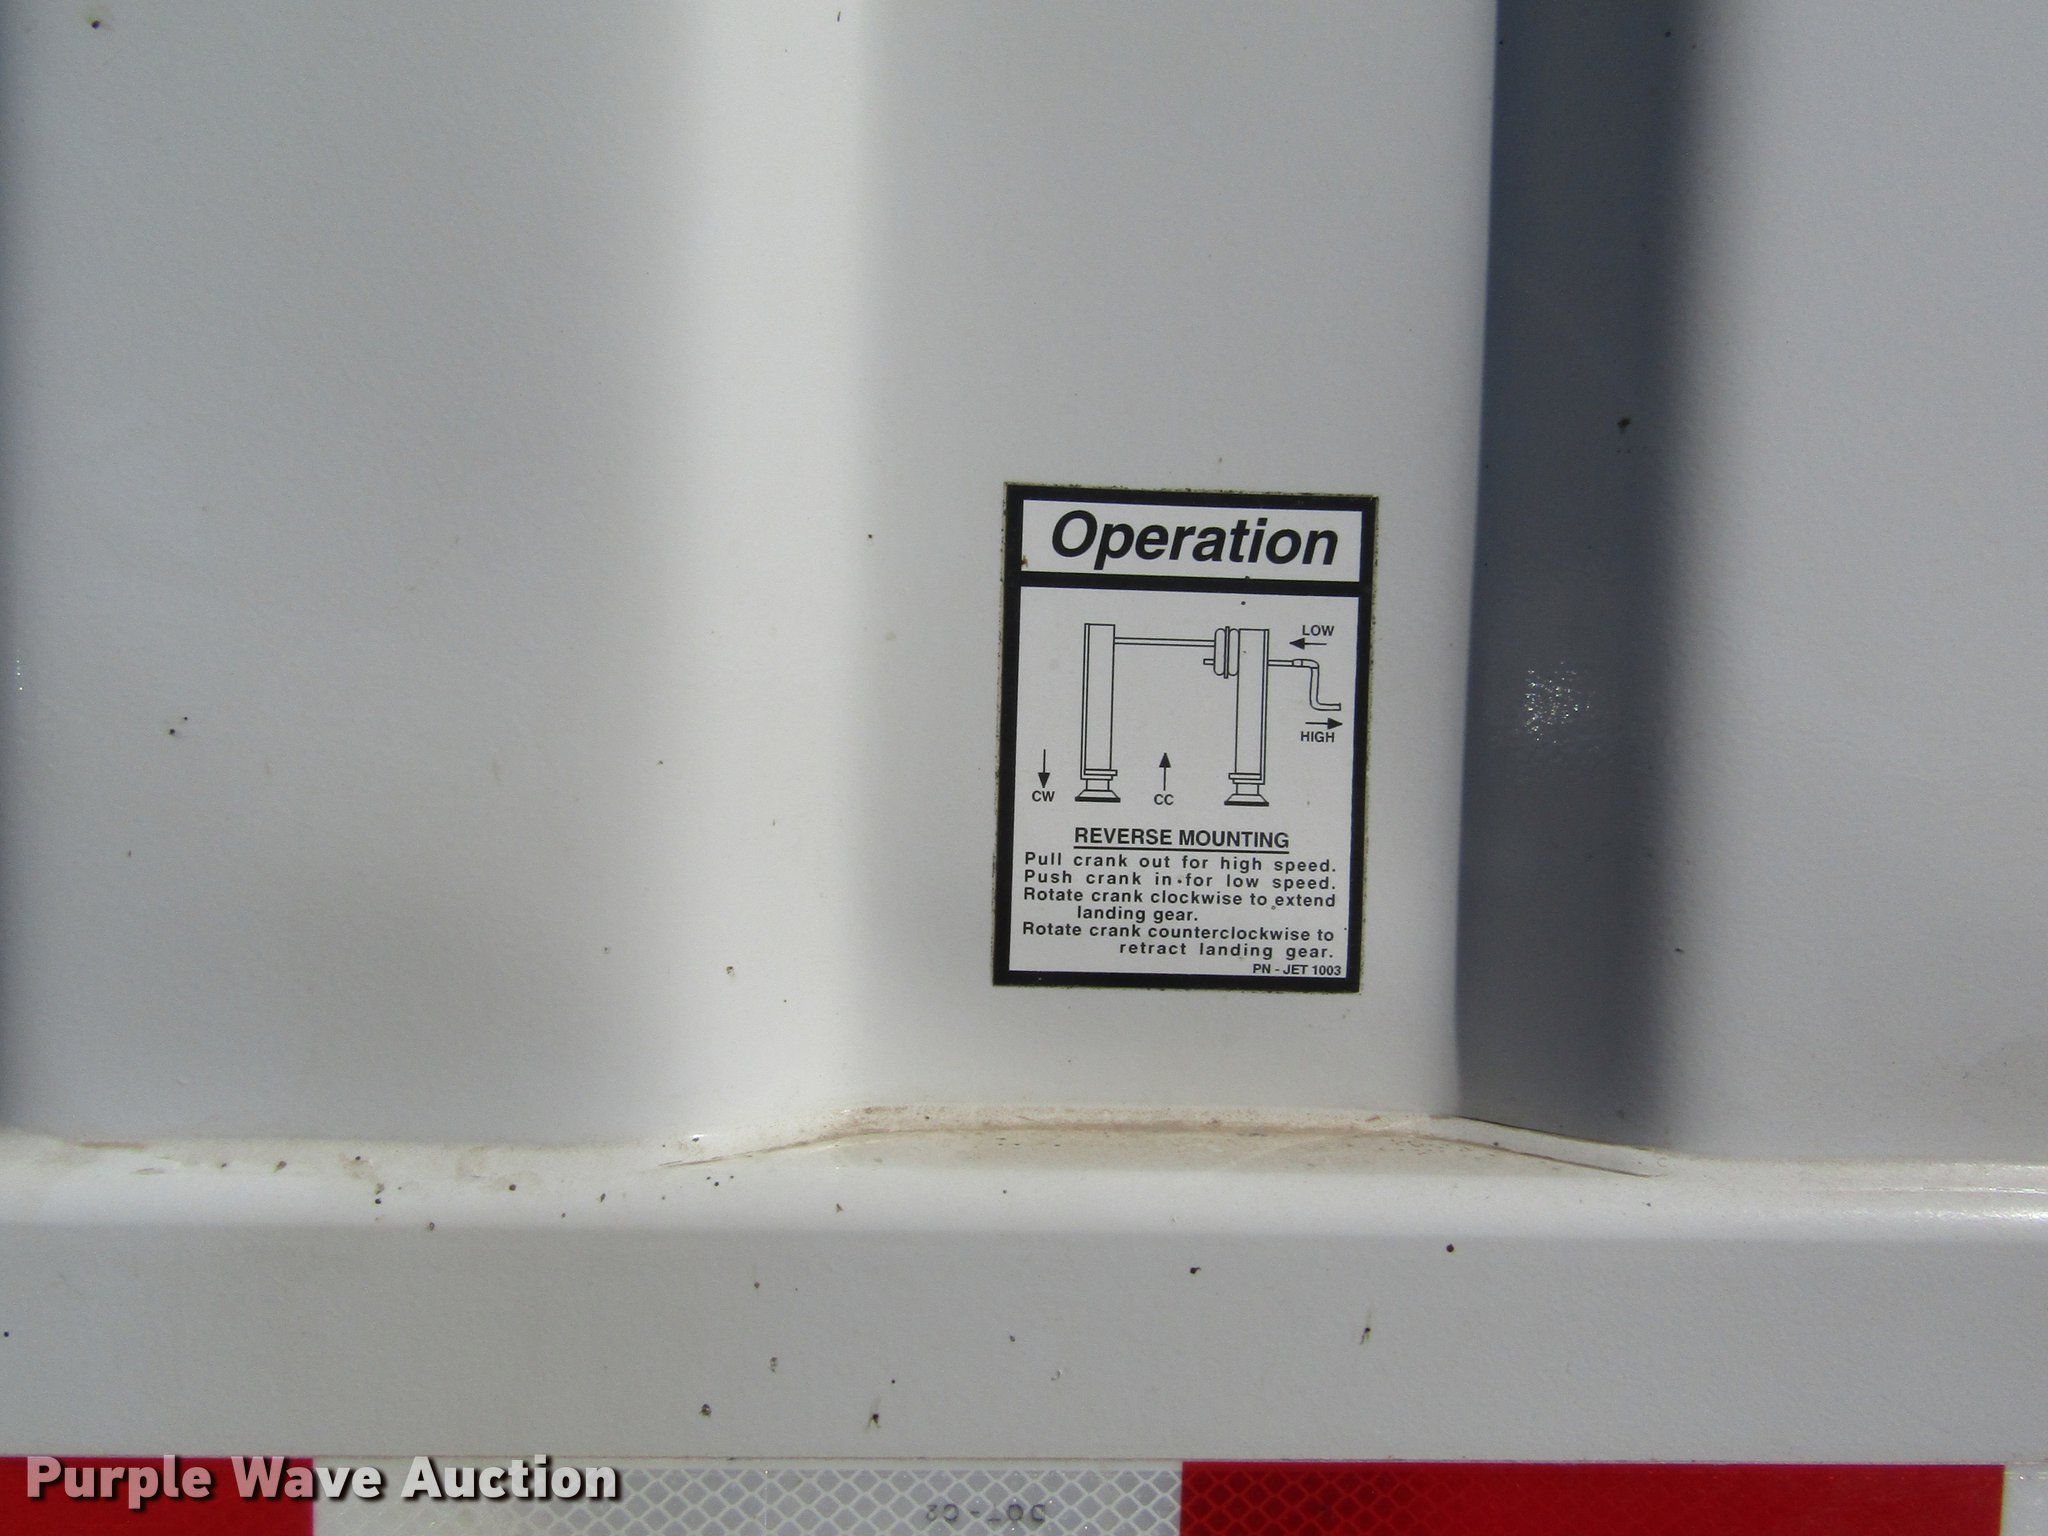 Operation
LOW
HIGH
CW
CC
REVERSE MOUNTING
Pull crank out for high speed.
Push crank in for low speed.
Rotate crank clockwise to extend
landing gear.
Rotate crank counterclockwise to
retract landing gear.
PN - JET 1003
Purple Wave Auction
DOT-C2